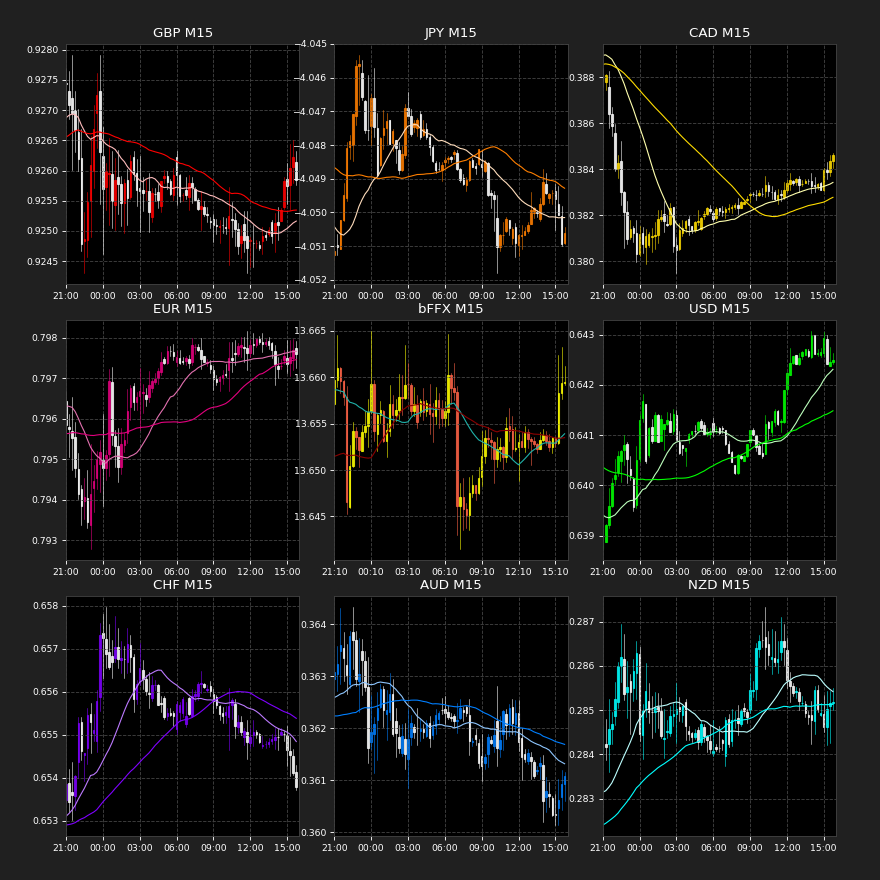 GBP M15
JPY M15
CAD M15
0.9280
0.9275
0.9270
0.9265
0.9260
0.9255
0.9250
0.9245
−4.045
−4.046
−4.047
−4.048
−4.049
−4.050
−4.051
−4.052
0.388
0.386
0.384
0.382
0.380
21:00 00:00 03:00 06:00 09:00 12:00 15:00
21:00 00:00 03:00 06:00 09:00 12:00 15:00
21:00 00:00 03:00 06:00 09:00 12:00 15:00
EUR M15
bFFX M15
USD M15
0.798
0.797
0.796
0.795
0.794
0.793
13.665
13.660
13.655
13.650
13.645
0.643
0.642
0.641
0.640
0.639
21:00 00:00 03:00 06:00 09:00 12:00 15:00
21:10 00:10 03:10 06:10 09:10 12:10 15:10
21:00 00:00 03:00 06:00 09:00 12:00 15:00
CHF M15
AUD M15
NZD M15
0.658
0.657
0.656
0.655
0.654
0.653
0.364
0.363
0.362
0.361
0.360
0.287
0.286
0.285
0.284
0.283
21:00 00:00 03:00 06:00 09:00 12:00 15:00
21:00 00:00 03:00 06:00 09:00 12:00 15:00
21:00 00:00 03:00 06:00 09:00 12:00 15:00